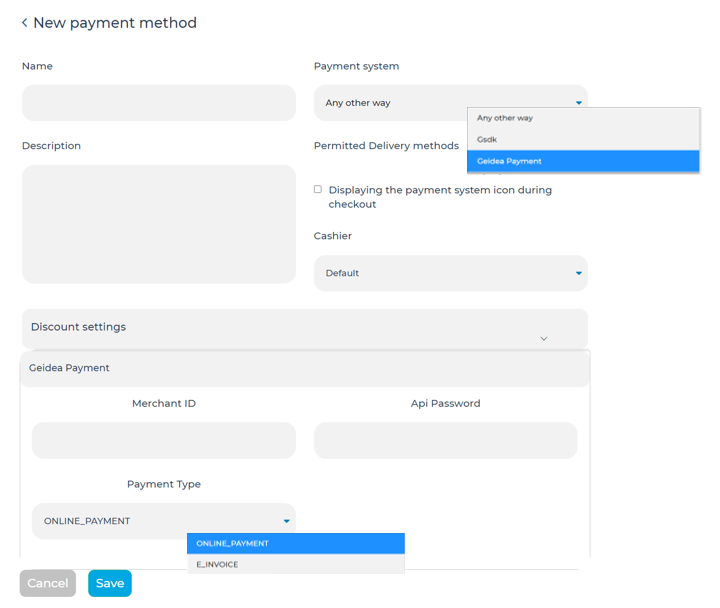 New payment method
Name
Payment system
Any other way
Any other way
Gsdk
Geidea Payment
Description
Permitted Delivery methods
Displaying the payment system icon during
checkout
Cashier
Default
Discount settings
Geidea Payment
Merchant ID
Api Password
Payment Type
ONLINE_PAYMENT
ONLINE_PAYMENT
E_INVOICE
Cancel
Save